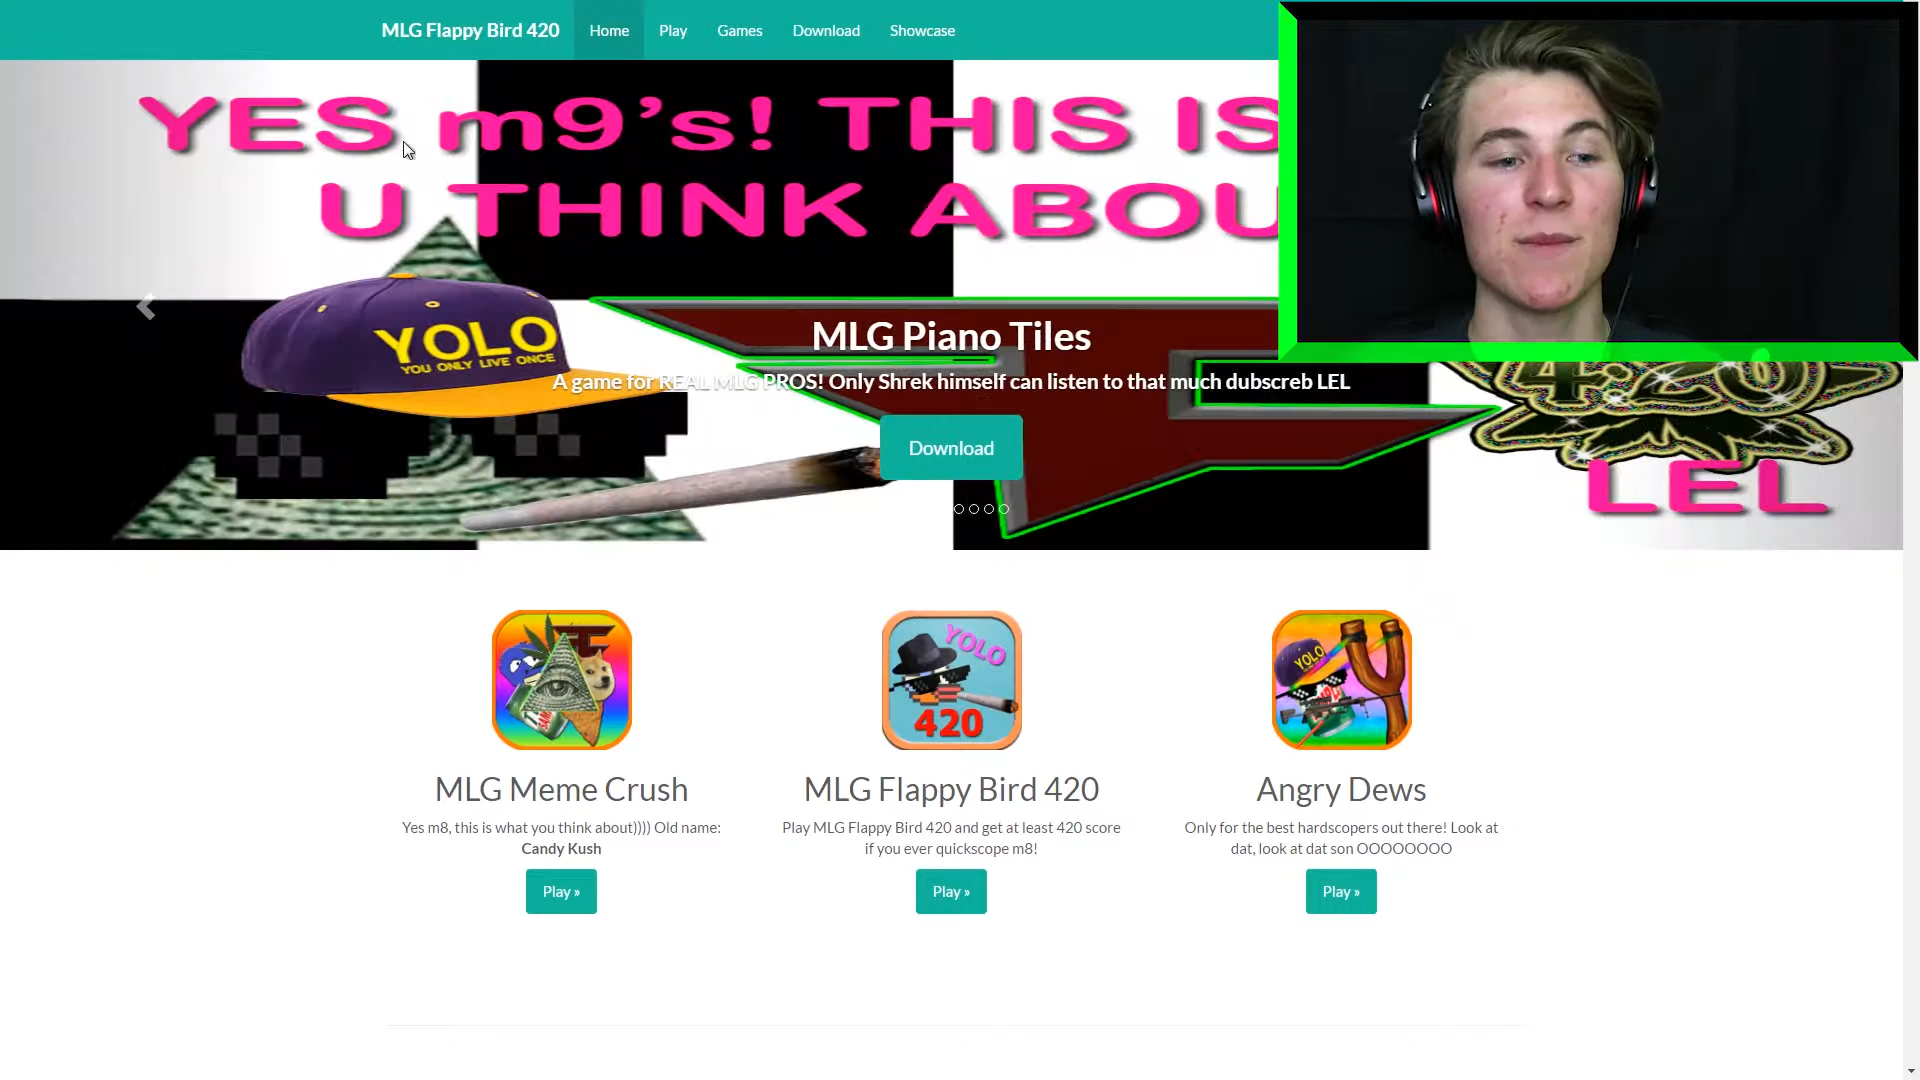 MLG Flappy Bird 420 Home Play Games Download Showcase
YES m9's! THIS IS
U THINK ABOU
YOLO
YOU ONLY LIVE ONCE
MLG Piano Tiles
A game for REAL MLG PROS! Only Shrek himself can listen to that much dubscreb LEL
4:20
Download
LEL
YOLO
420
YOLO
MLG Meme Crush
Yes m8, this is what you think about)))) Old name:
Candy Kush
Play »
MLG Flappy Bird 420
Play MLG Flappy Bird 420 and get at least 420 score
if you ever quickscope m8!
Play »
Angry Dews
Only for the best hardscopers out there! Look at
dat, look at dat son OOOOOOOO
Play »